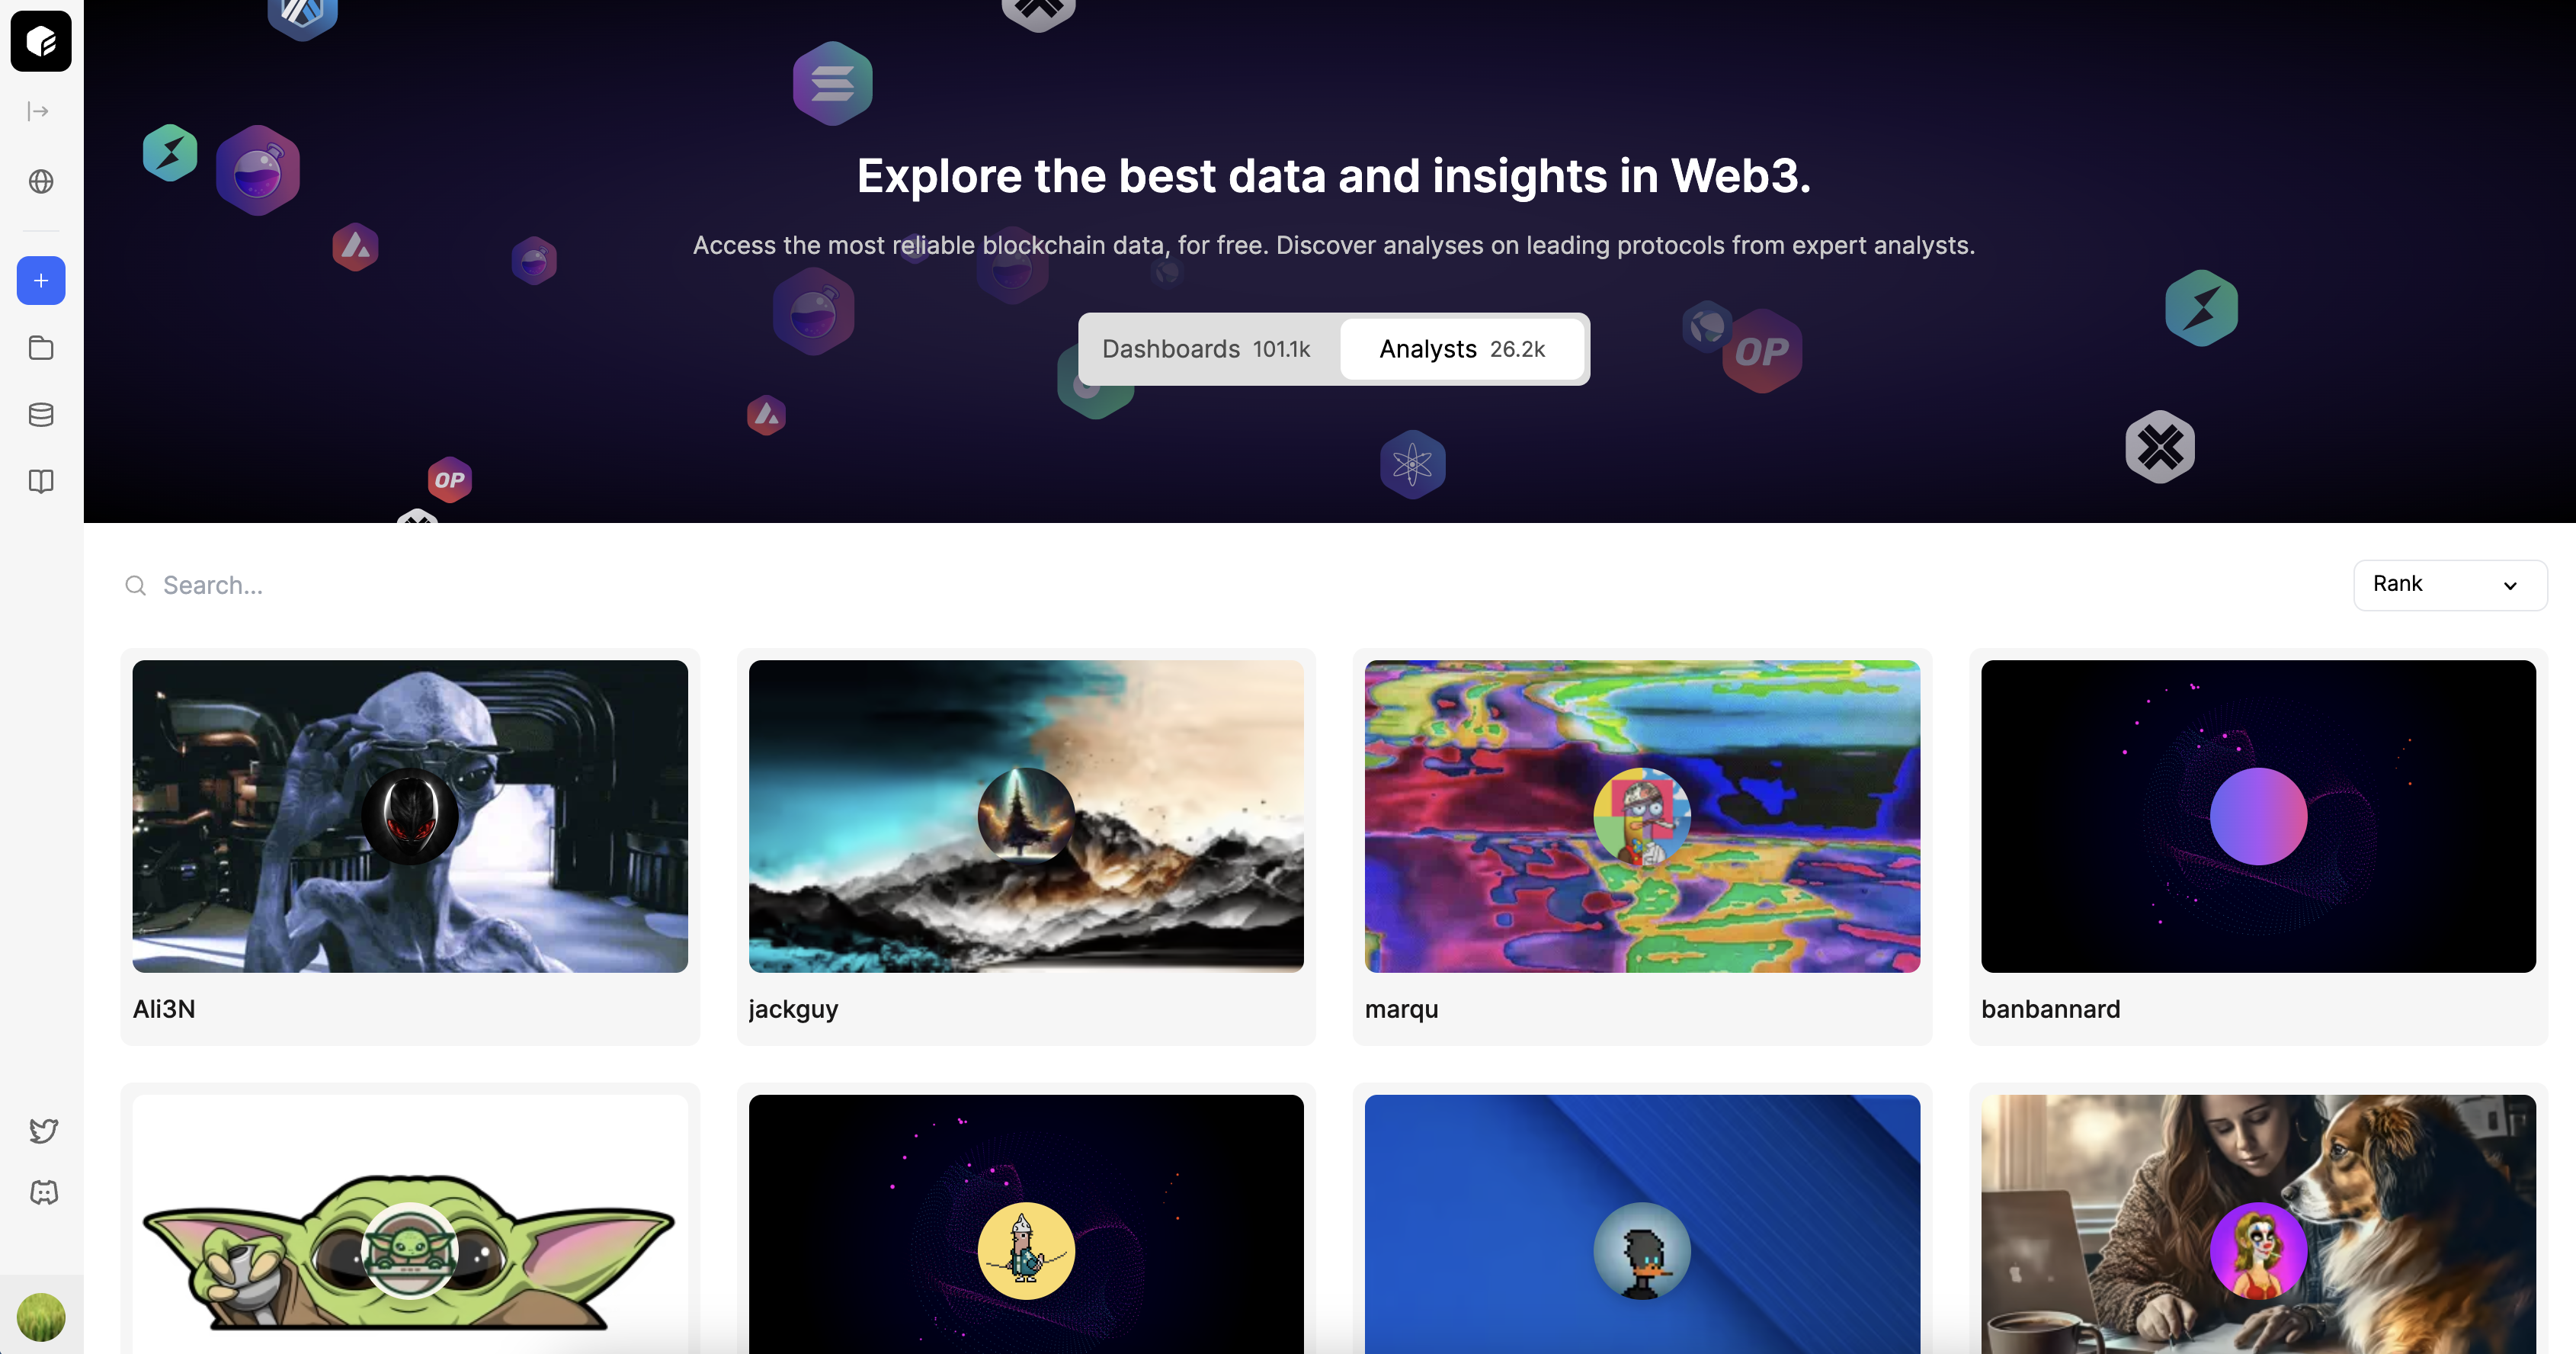 Explore the best data and insights in Web3.
Access the most reliable blockchain data, for free. Discover analyses on leading protocols from expert analysts.
Dashboards 101.1k Analysts 26.2k
OP
OP
Search...
Rank
Ali3N
jackguy
marqu
banbannard